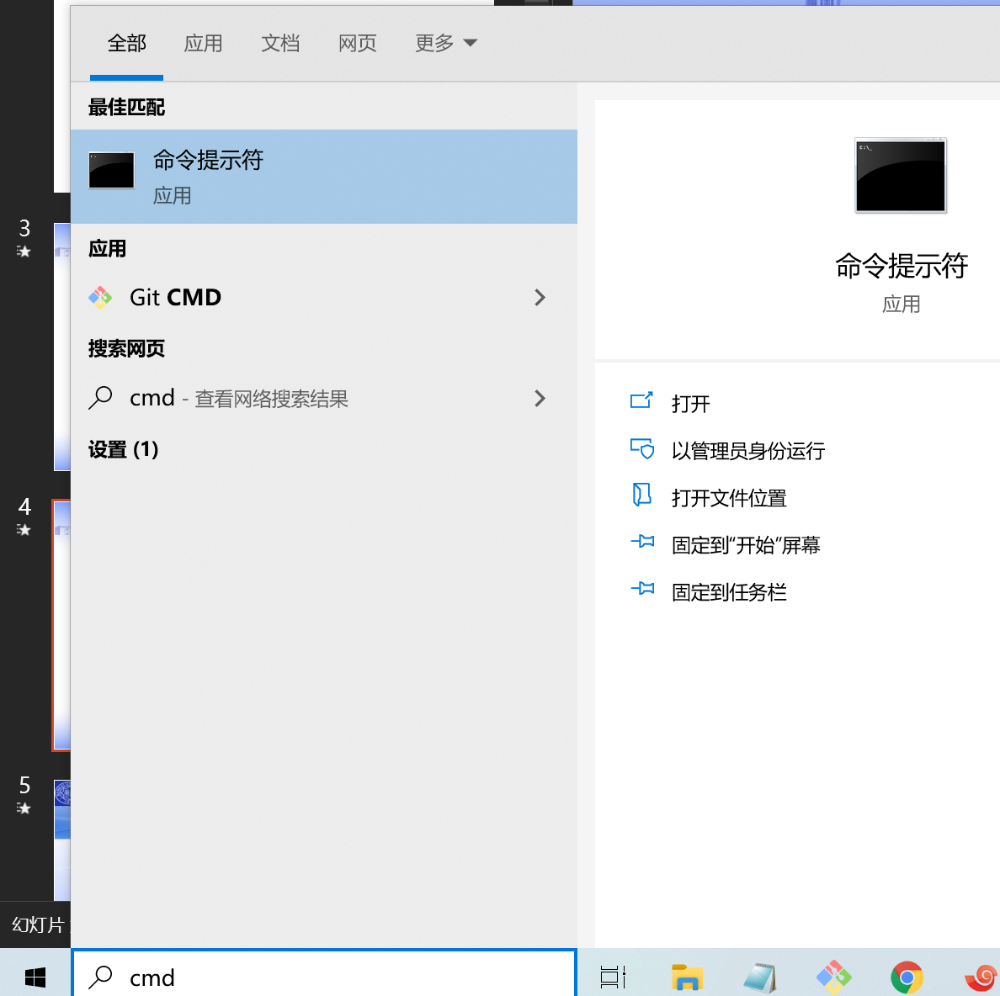 全部 应用 文档 网页 更多
最佳匹配
命令提示符
应用
应用
Git CMD
搜索网页
cmd - 查看网络搜索结果
设置 (1)
命令提示符
应用
打开
以管理员身份运行
打开文件位置
固定到“开始”屏幕
固定到任务栏
3
4
5
幻灯片
cmd